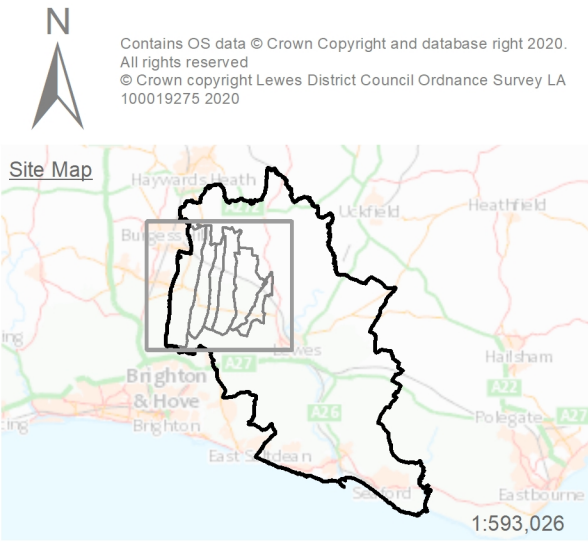 N
Contains OS data © Crown Copyright and database right 2020.
All rights reserved
© Crown copyright Lewes District Council Ordnance Survey LA
100019275 2020
Site Map
Haywards Heath
Uckfield
Heathfield
Burgess
Lewes
A27
Hailsham
A22
Brighton
& Hove
A26
Polegate
A27
Brighton
East Saltdean
Seaford
Eastbourne
1:593,026